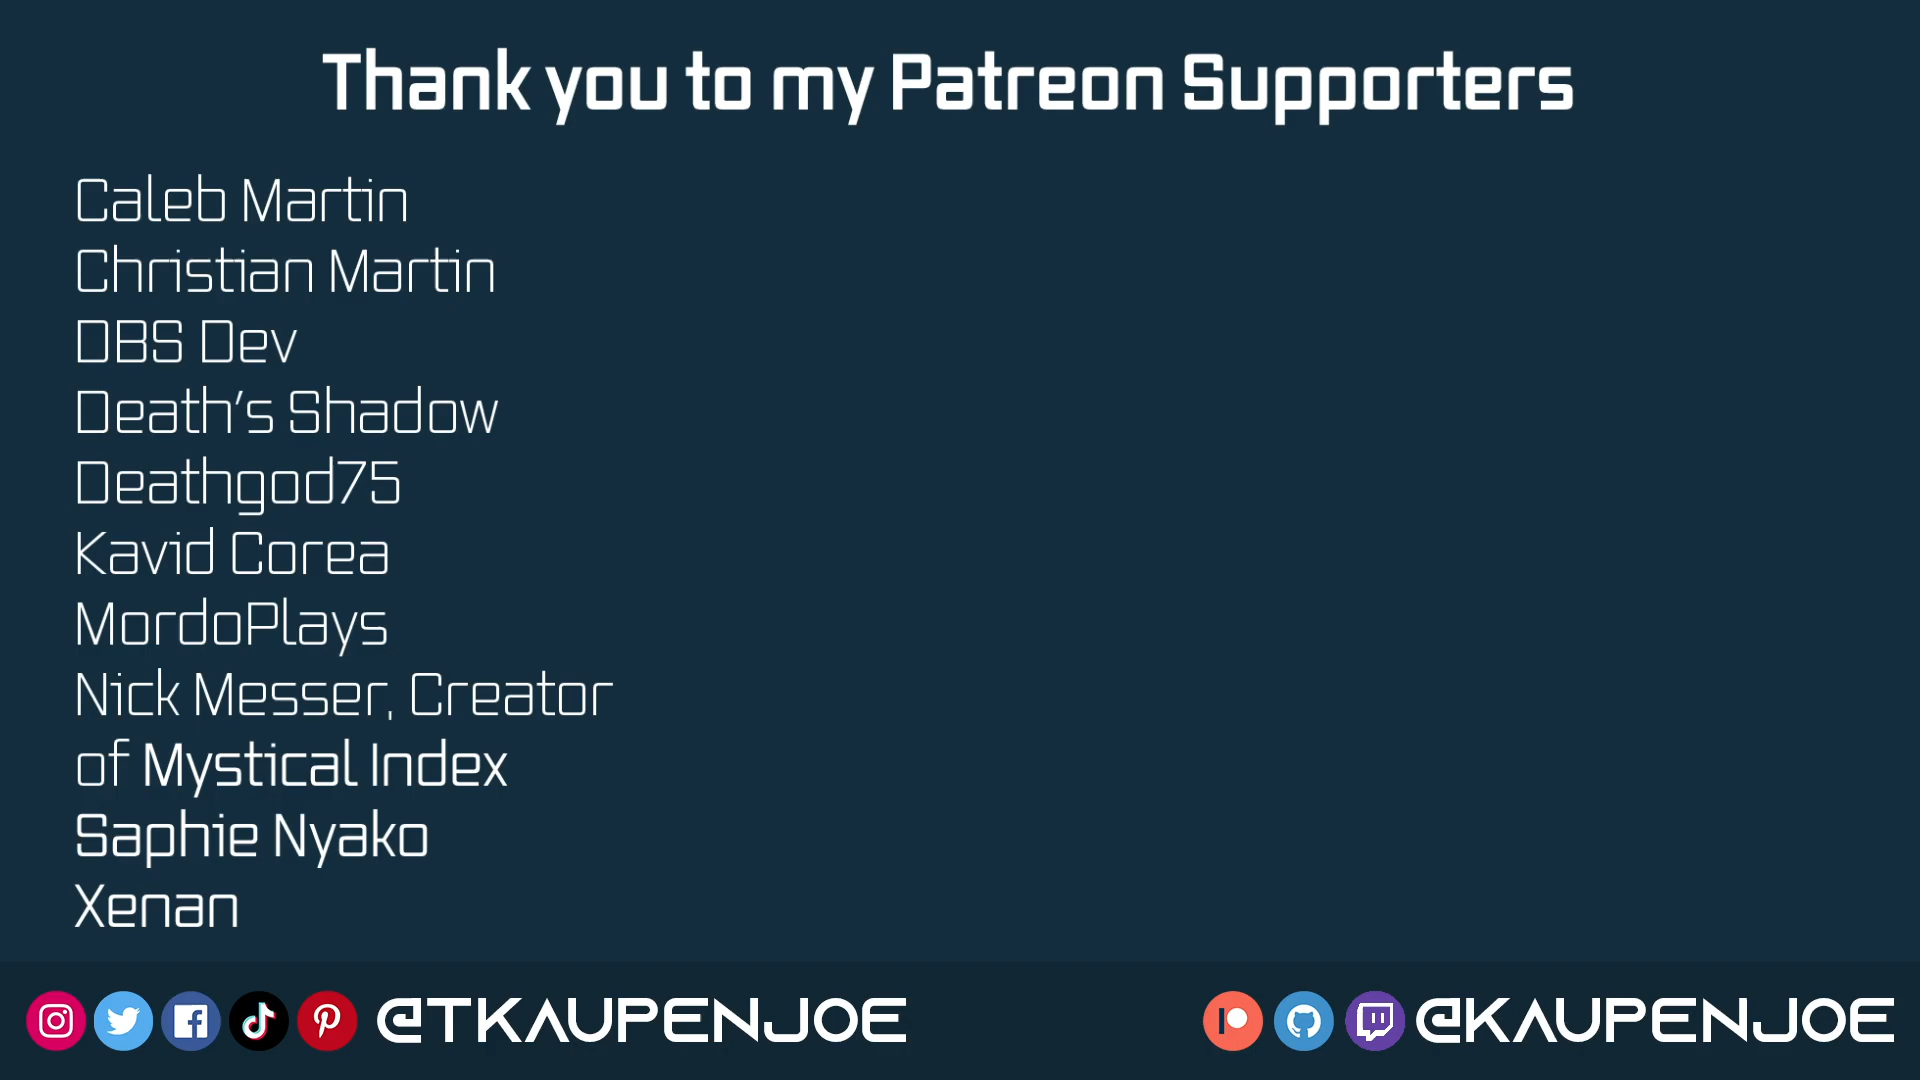 Thank you to my Patreon Supporters
Caleb Martin
Christian Martin
DBS Dev
Death's Shadow
Deathgod75
Kavid Corea
MordoPlays
Nick Messer, Creator
of Mystical Index
Saphie Nyako
Xenan
@TKAUPENJOE
@KAUPENJOE